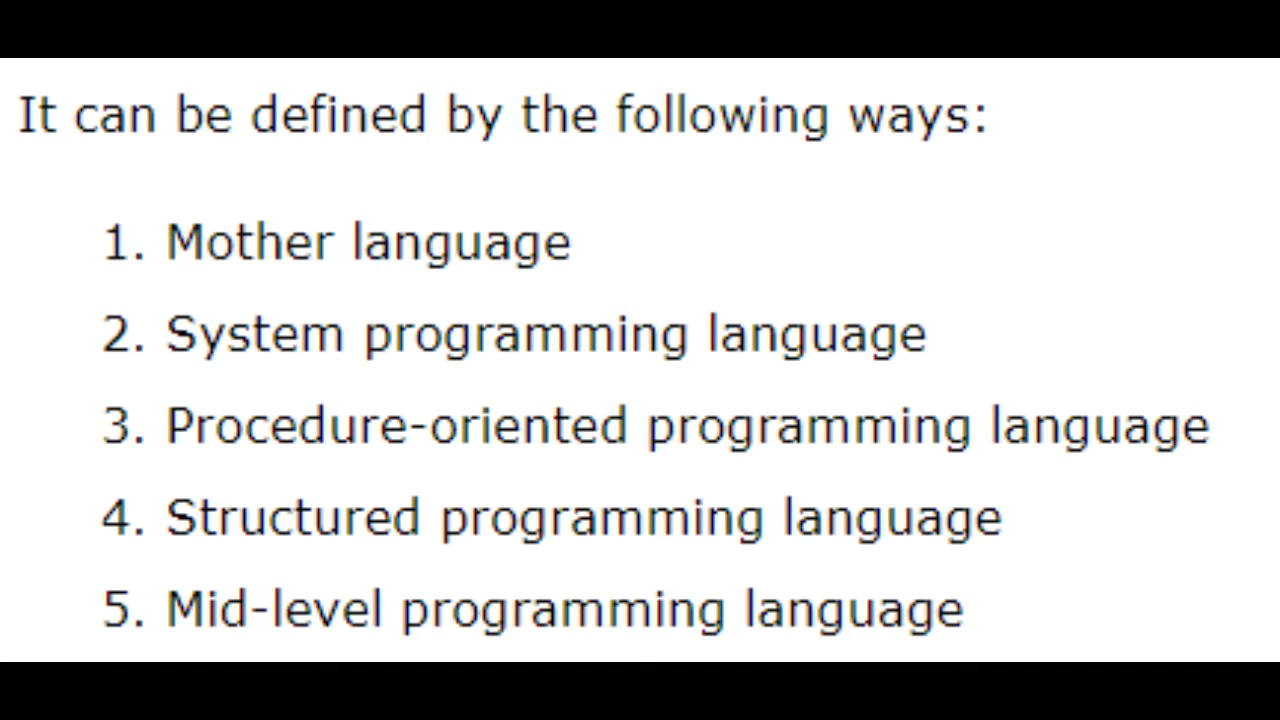 It can be defined by the following ways:
1. Mother language
2. System programming language
3. Procedure-oriented programming language
4. Structured programming language
5. Mid-level programming language